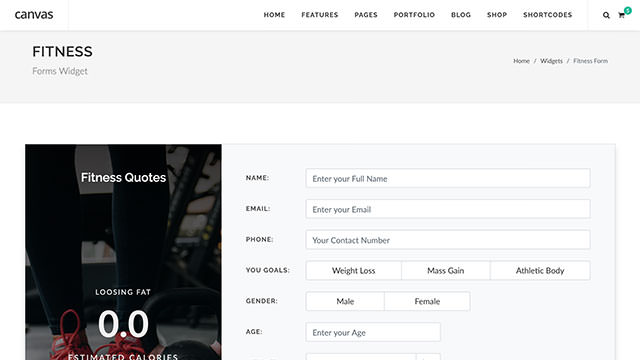 canvas
HOME FEATURES PAGES PORTFOLIO BLOG SHOP SHORTCODES
5
FITNESS
Forms Widget
Home / Widgets / Fitness Form
Fitness Quotes
LOOSING FAT
0.0
ESTIMATED CALORIES
NAME: Enter your Full Name
EMAIL: Enter your Email
PHONE: Your Contact Number
YOU GOALS: Weight Loss Mass Gain Athletic Body
GENDER: Male Female
AGE: Enter your Age